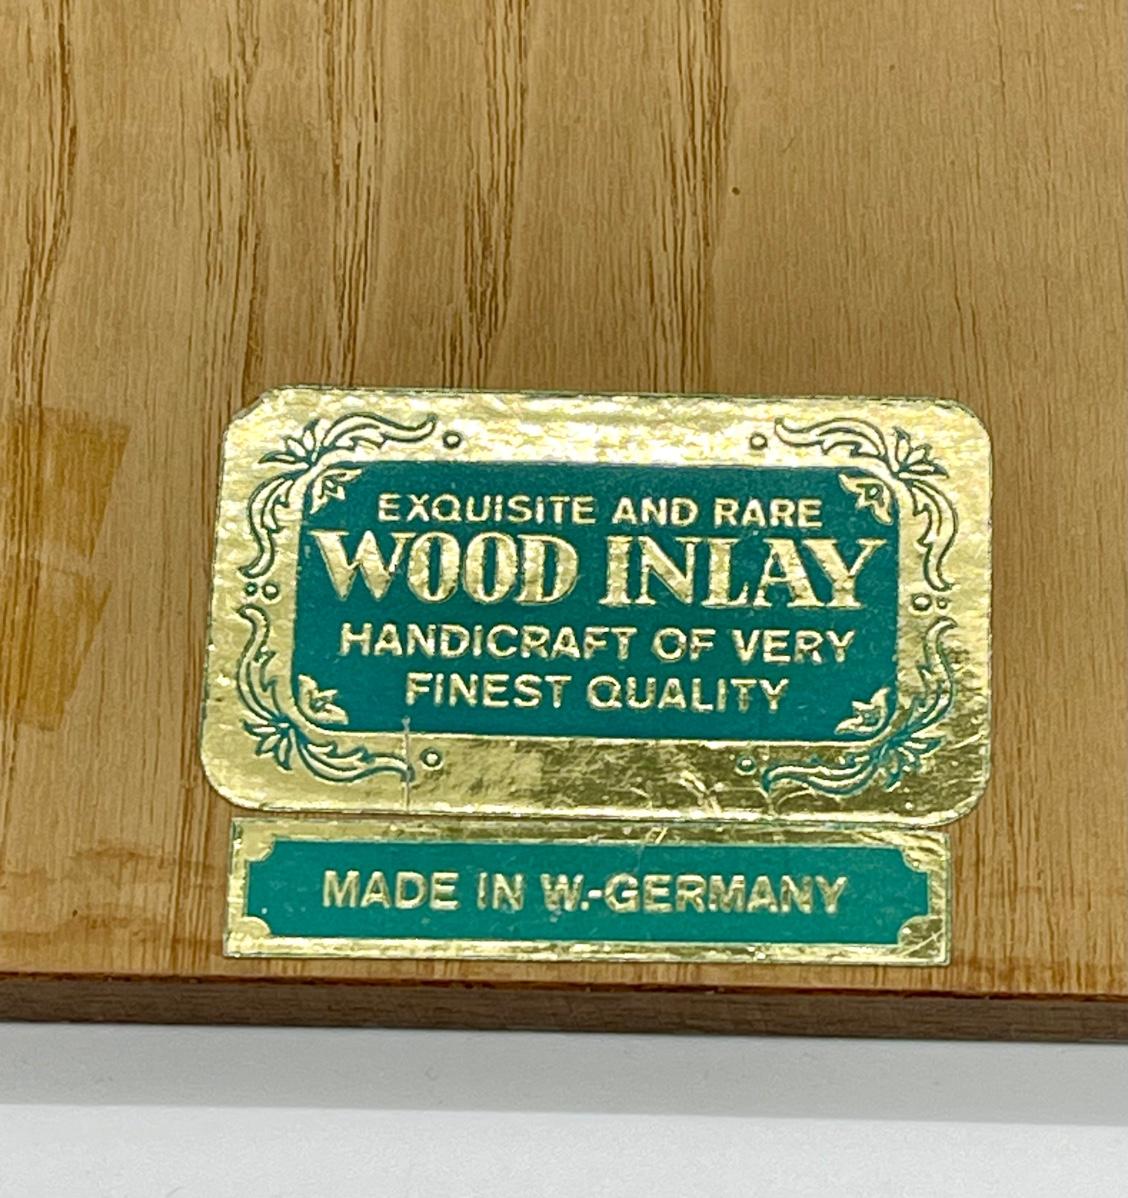 EXQUISITE AND RARE
WOOD INLAY
HANDICRAFT OF VERY
FINEST QUALITY
MADE IN W.-GERMANY